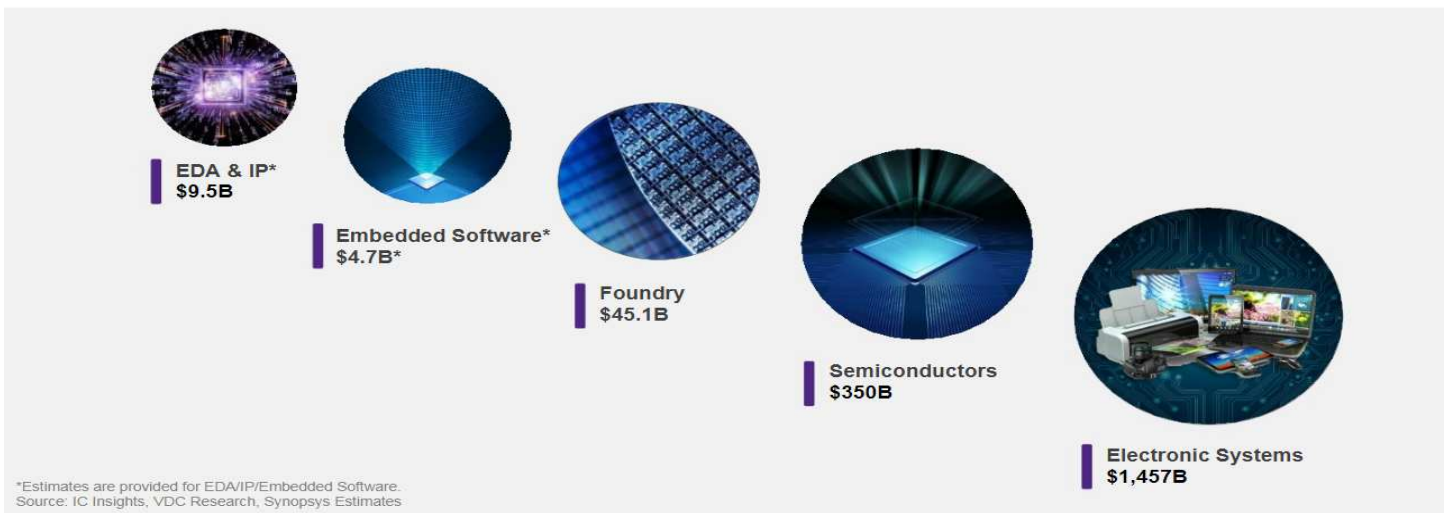 EDA & IP*
$9.5B
Embedded Software*
$4.7B*
Foundry
$45.1B
Semiconductors
$350B
Electronic Systems
$1,457B
*Estimates are provided for EDA/IP/Embedded Software.
Source: IC Insights, VDC Research, Synopsys Estimates